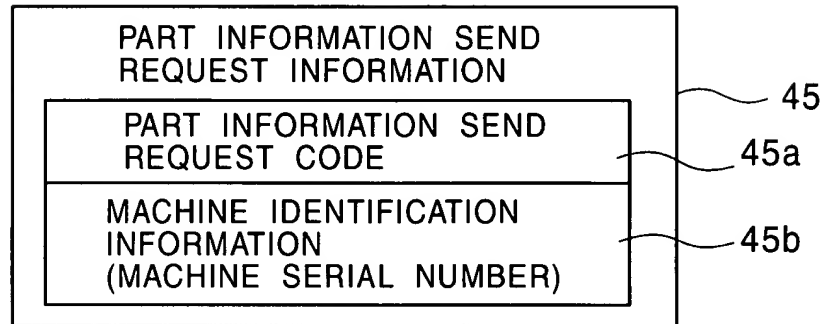 PART INFORMATION SEND
REQUEST INFORMATION
45
PART INFORMATION SEND
REQUEST CODE
45a
MACHINE IDENTIFICATION
INFORMATION
(MACHINE SERIAL NUMBER)
45b